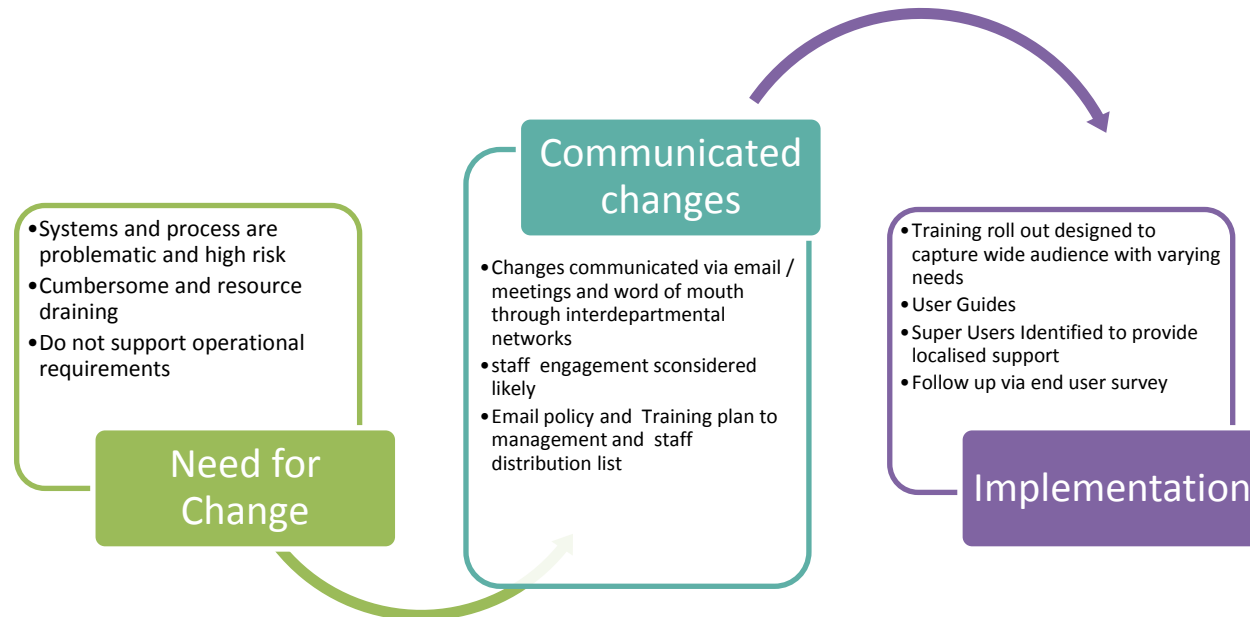 •Systems and process are
problematic and high risk
•Cumbersome and resource
draining
•Do not support operational
requirements
Need for
Change
Communicated
changes
•Changes communicated via email /
meetings and word of mouth
through interdepartmental
networks
•staff  engagement sconsidered
likely
•Email policy and  Training plan to
management and  staff
distribution list
•Training roll out designed to
capture wide audience with varying
needs
•User Guides
•Super Users Identified to provide
localised support
•Follow up via end user survey
Implementation